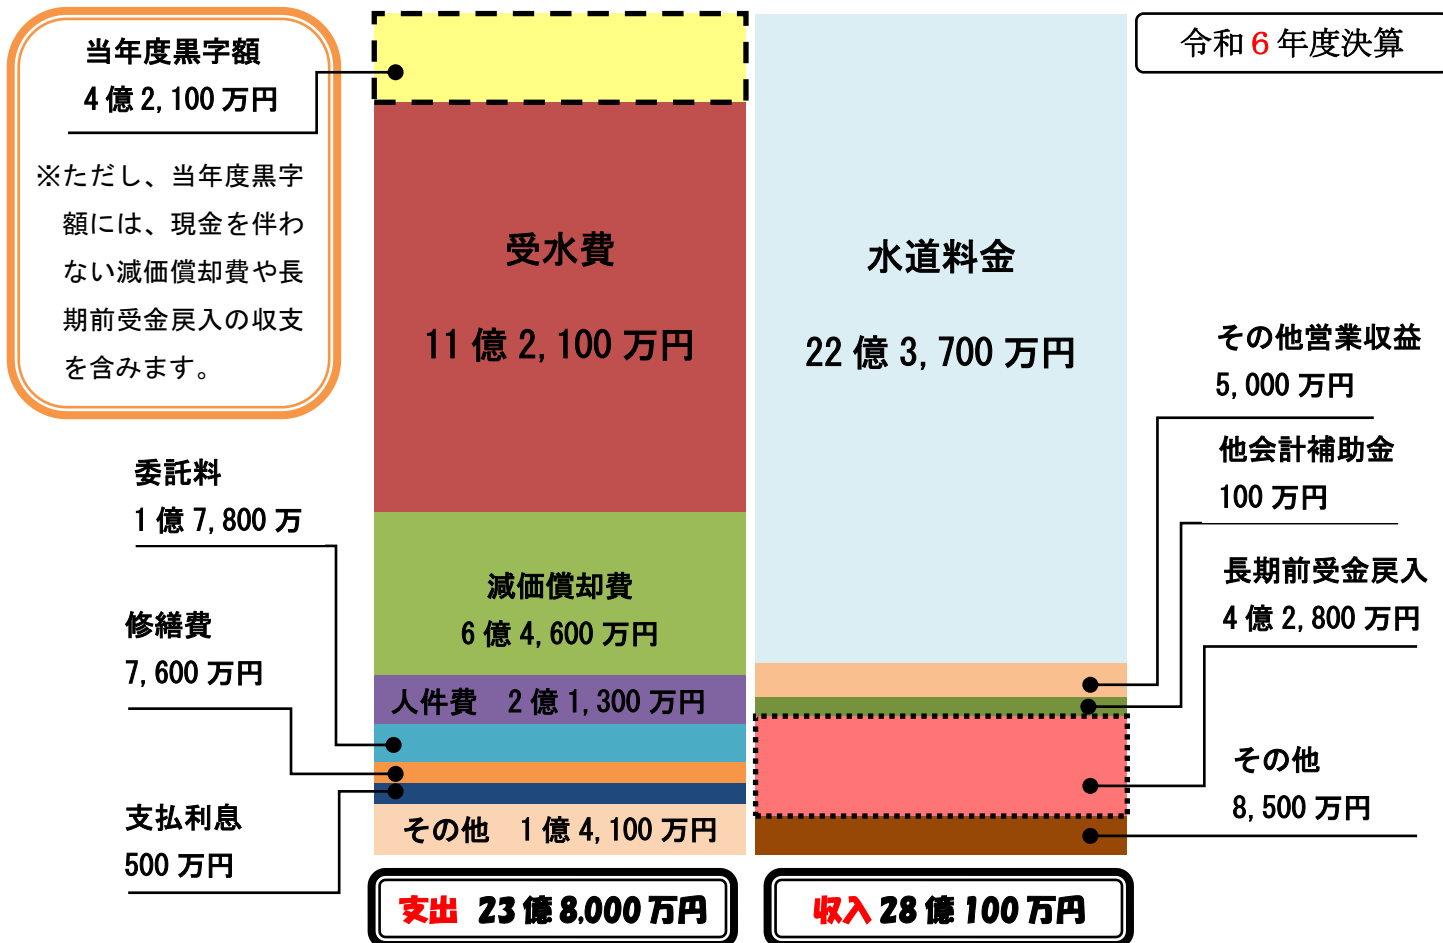 令和6年度決算
当年度黒字額
4億2,100万円
※ただし、当年度黒字
額には、現金を伴わ
ない減価償却費や長
期前受金戻入の収支
を含みます。
受水費
11億2,100万円
減価償却費
6億4,600万円
人件費 2億1,300万円
委託料
1億7,800万
修繕費
7,600万円
支払利息
500万円
その他 1億4,100万円
支出 23億8,000万円
水道料金
22億3,700万円
その他営業収益
5,000万円
他会計補助金
100万円
長期前受金戻入
4億2,800万円
その他
8,500万円
収入 28億100万円